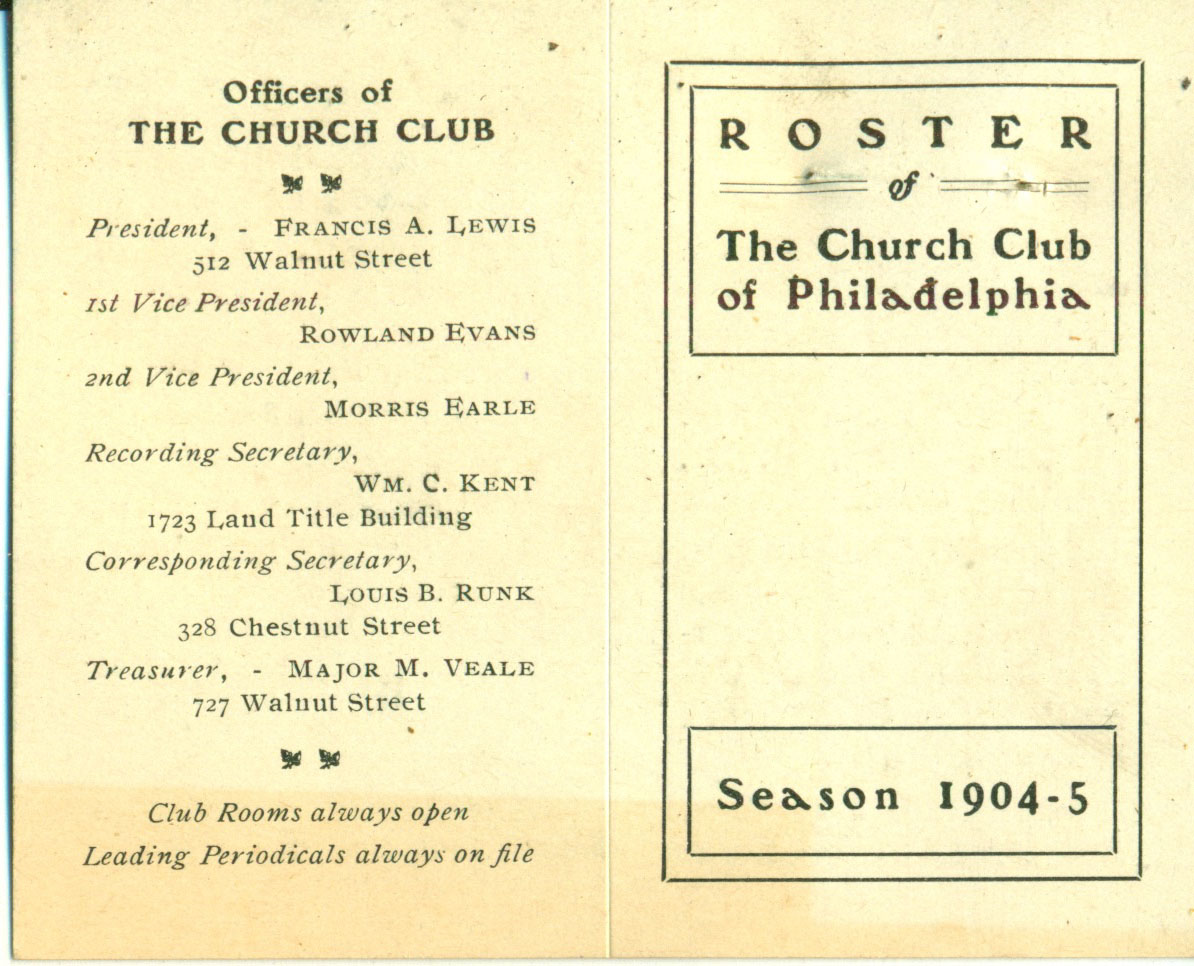 Officers of
THE CHURCH CLUB
President, - FRANCIS A. LEWIS
512 Walnut Street
1st Vice President,
ROWLAND EVANS
2nd Vice President,
MORRIS EARLE
Recording Secretary,
WM. C. KENT
1723 Land Title Building
Corresponding Secretary,
LOUIS B. RUNK
328 Chestnut Street
Treasurer, - MAJOR M. VEALE
727 Walnut Street
Club Rooms always open
Leading Periodicals always on file
ROSTER
of
The Church Club
of Philadelphia
Season 1904-5